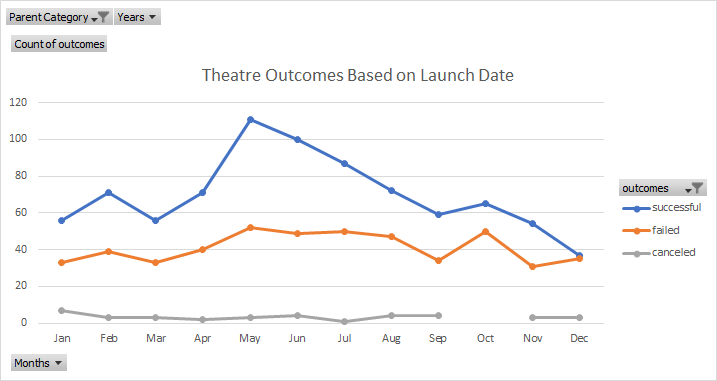 Parent Category Years
Count of outcomes
Theatre Outcomes Based on Launch Date
120
100
80
60
40
20
0
Jan Feb Mar Apr May Jun Jul Aug Sep Oct Nov Dec
outcomes
successful
failed
canceled
Months